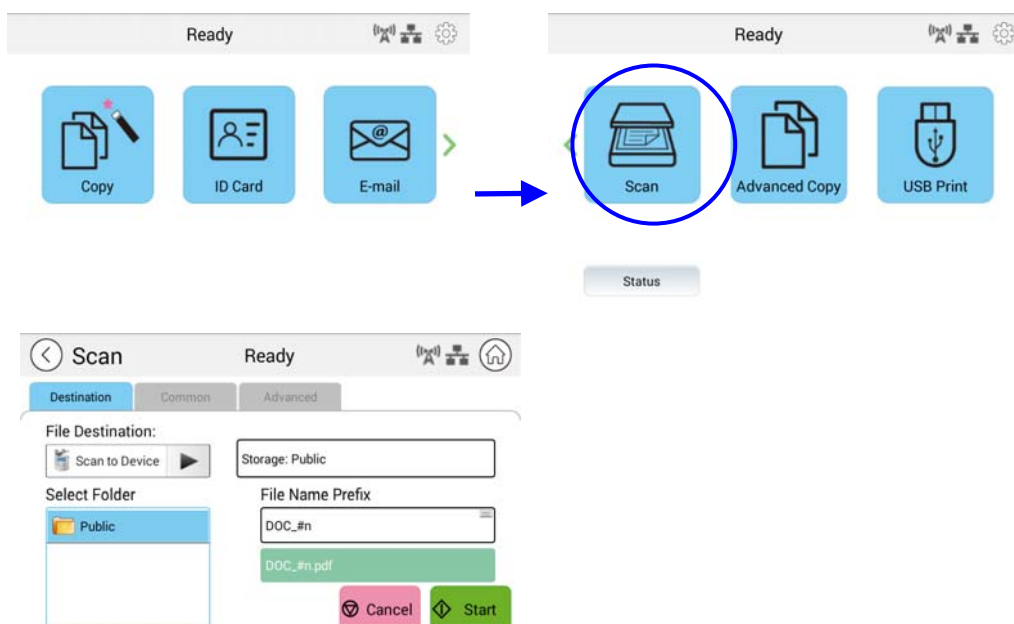 Ready
Copy
ID Card
@
E-mail
Ready
Scan
Advanced Copy
USB Print
Status
Scan
Ready
Destination
Common
Advanced
File Destination:
Scan to Device
Storage: Public
Select Folder
File Name Prefix
Public
DOC_#n
DOC_#n.pdf
Cancel
Start